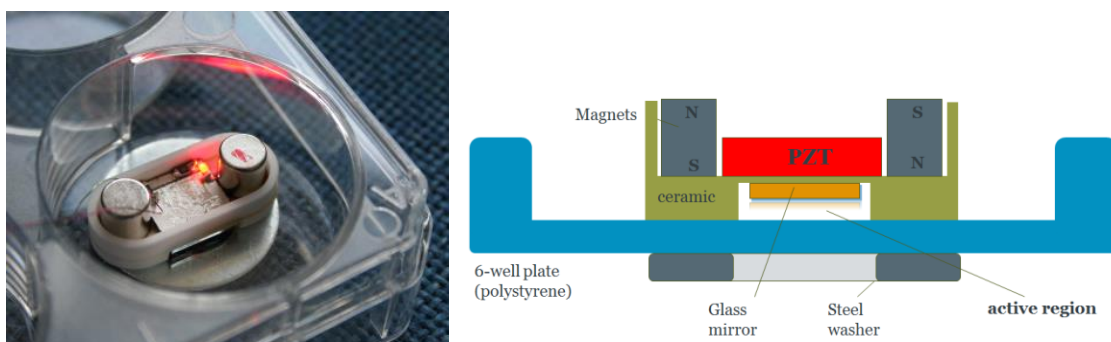 N
S
Magnets
PZT
S
N
ceramic
6-well plate
(polystyrene)
Glass
mirror
Steel
washer
active region